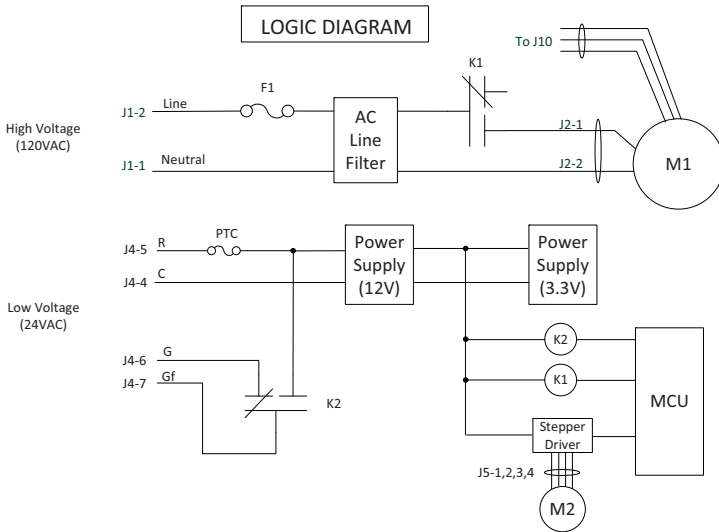 LOGIC DIAGRAM
To J10
K1
F1
J1-2 Line
High Voltage
(120VAC)
AC
Line
Filter
J2-1
J1-1 Neutral
J2-2
M1
J4-5 R
PTC
J4-4 C
Power
Supply
(12V)
Power
Supply
(3.3V)
Low Voltage
(24VAC)
J4-6 G
J4-7 Gf
K2
K2
K1
MCU
Stepper
Driver
J5-1,2,3,4
M2